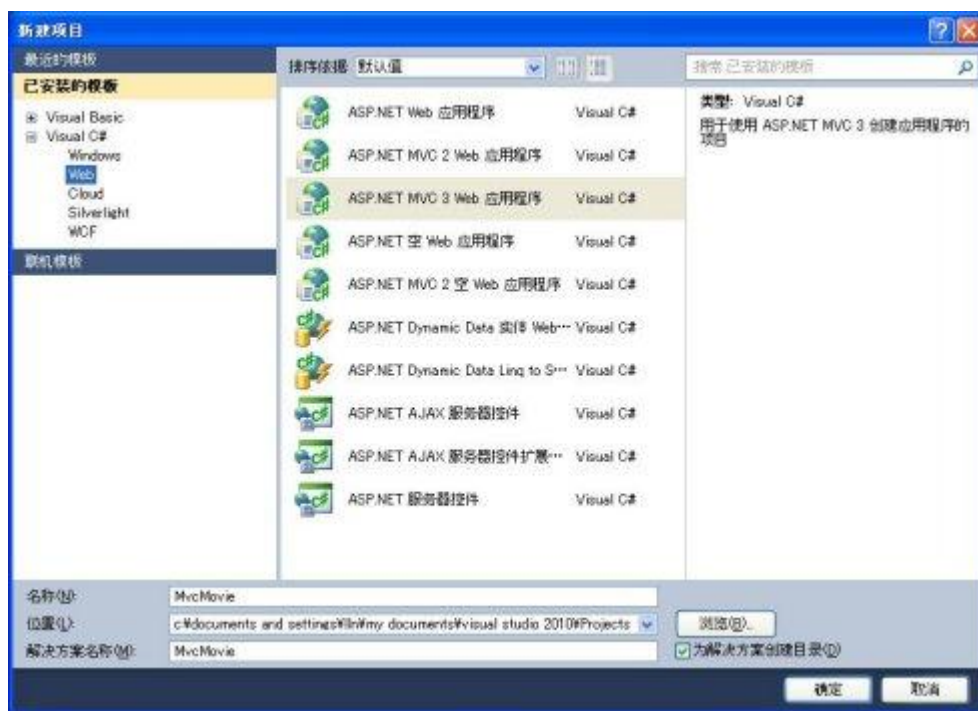 新建项目
最近的模板
已安装的模板
Visual Basic
Visual C#
Windows
Web
Cloud
Silverlight
WCF
联机模板
排序依据 默认值
ASP.NET Web 应用程序 Visual C#
ASP.NET MVC 2 Web 应用程序 Visual C#
ASP.NET MVC 3 Web 应用程序 Visual C#
ASP.NET 空 Web 应用程序 Visual C#
ASP.NET MVC 2 空 Web 应用程序 Visual C#
ASP.NET Dynamic Data 实体 Web… Visual C#
ASP.NET Dynamic Data Linq to S… Visual C#
ASP.NET AJAX 服务器控件 Visual C#
ASP.NET AJAX 服务器控件扩展… Visual C#
ASP.NET 服务器控件 Visual C#
搜索 已安装的模板
类型: Visual C#
用于使用 ASP.NET MVC 3 创建应用程序的
项目
名称(N): MvcMovie
位置(L): c:¥documents and settings¥lln¥my documents¥visual studio 2010¥Projects 浏览(B)...
解决方案名称(M): MvcMovie 为解决方案创建目录(D)
确定 取消